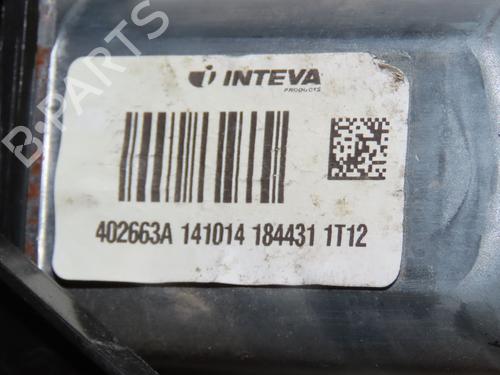 INTEVA
PRODUCTS
402663A 141014 184431 1T12
B-PARTS